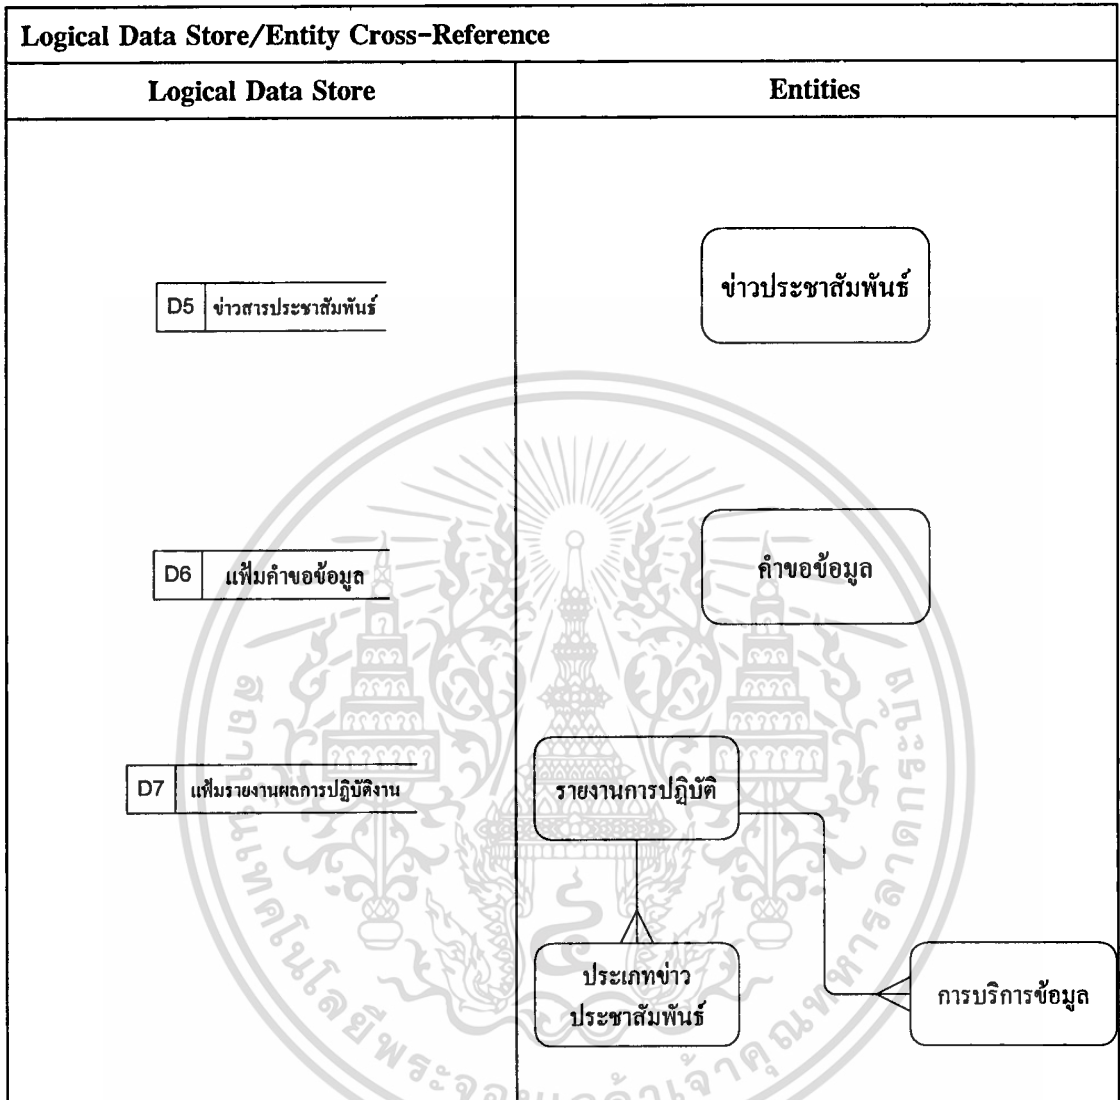 Logical Data Store/Entity Cross-Reference
Logical Data Store
Entities
D5 ข่าวสารประชาสัมพันธ์
ข่าวประชาสัมพันธ์
D6 แฟ้มคำขอข้อมูล
คำขอข้อมูล
D7 แฟ้มรายงานผลการปฏิบัติงาน
รายงานการปฏิบัติ
ประเภทข่าว
ประชาสัมพันธ์
การบริการข้อมูล